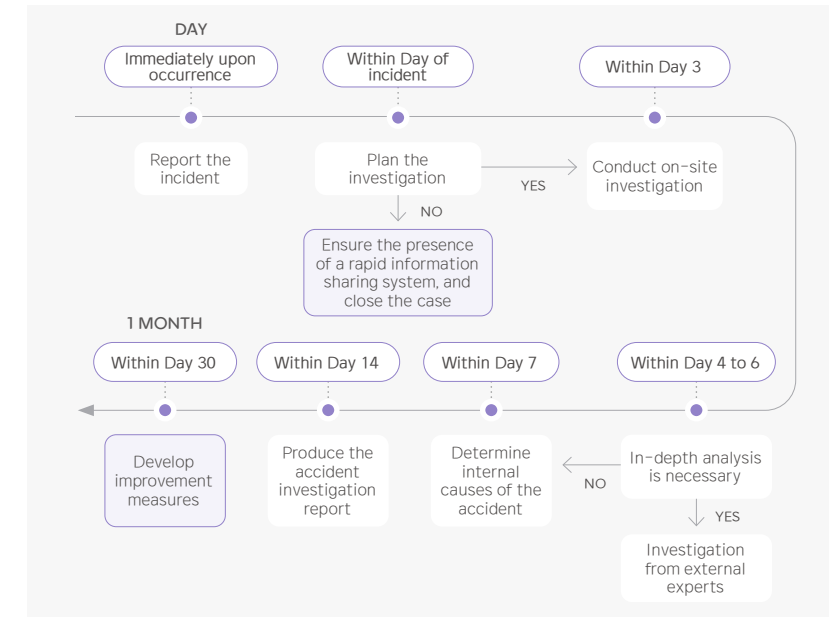 DAY
Immediately upon
occurrence
Within Day of
incident
Within Day 3
Report the
incident
Plan the
investigation
YES
Conduct on-site
investigation
NO
Ensure the presence
of a rapid information
sharing system, and
close the case
1 MONTH
Within Day 30
Within Day 14
Within Day 7
Within Day 4 to 6
Develop
improvement
measures
Produce the
accident
investigation
report
Determine
internal
causes of the
accident
NO
In-depth analysis
is necessary
YES
Investigation
from external
experts